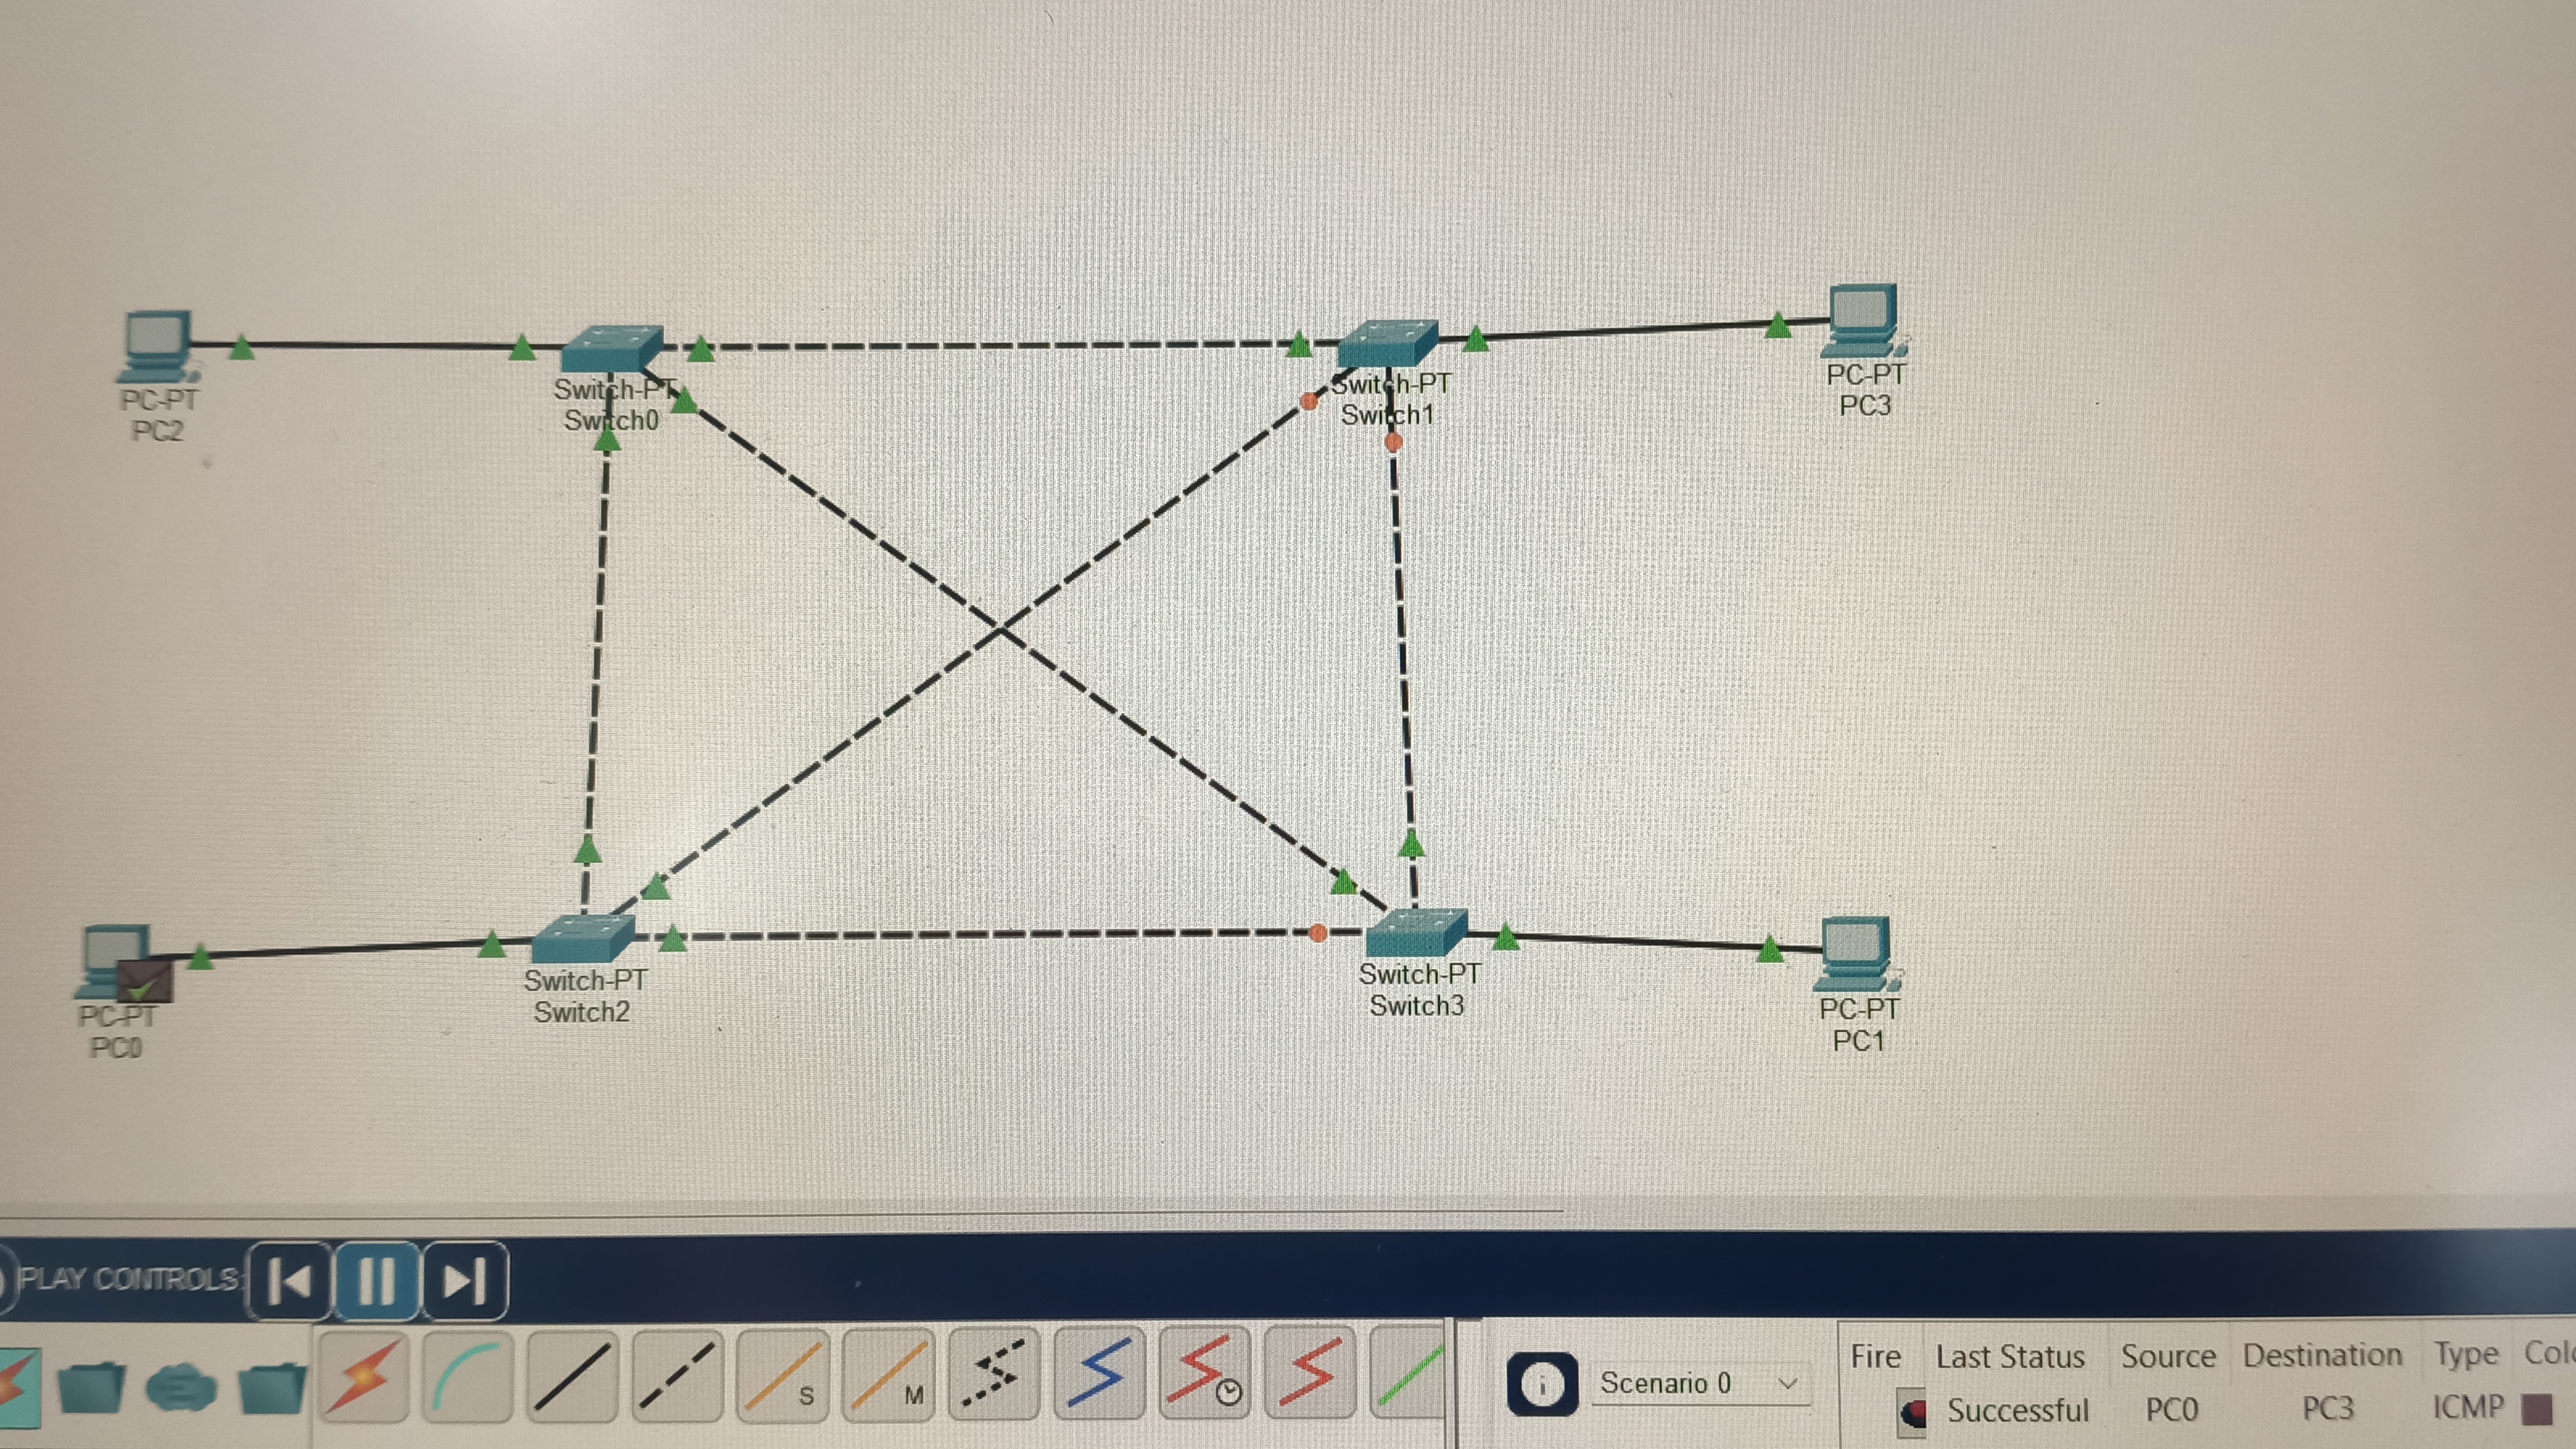 PC-PT
PC2
Switch-PT
Switch0
Switch-PT
Switch1
PC-PT
PC3
PC-PT
PC0
Switch-PT
Switch2
Switch-PT
Switch3
PC-PT
PC1
PLAY CONTROLS:
S
M
i
Scenario 0
Fire Last Status Source Destination Type
Successful PC0 PC3 ICMP